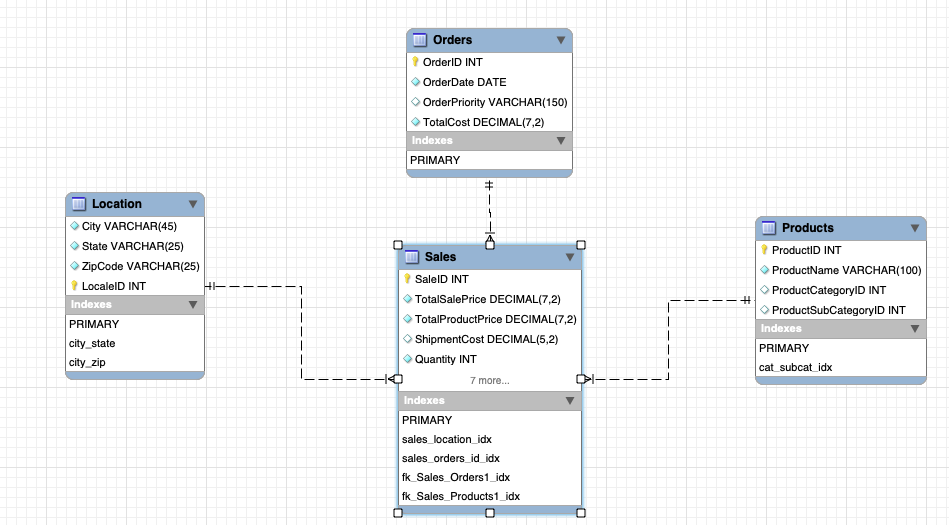 Orders
OrderID INT
OrderDate DATE
OrderPriority VARCHAR(150)
TotalCost DECIMAL(7,2)
Indexes
PRIMARY
Location
City VARCHAR(45)
State VARCHAR(25)
ZipCode VARCHAR(25)
LocaleID INT
Indexes
PRIMARY
city_state
city_zip
Sales
SaleID INT
TotalSalePrice DECIMAL(7,2)
TotalProductPrice DECIMAL(7,2)
ShipmentCost DECIMAL(5,2)
Quantity INT
7 more...
Indexes
PRIMARY
sales_location_idx
sales_orders_id_idx
fk_Sales_Orders1_idx
fk_Sales_Products1_idx
Products
ProductID INT
ProductName VARCHAR(100)
ProductCategoryID INT
ProductSubCategoryID INT
Indexes
PRIMARY
cat_subcat_idx